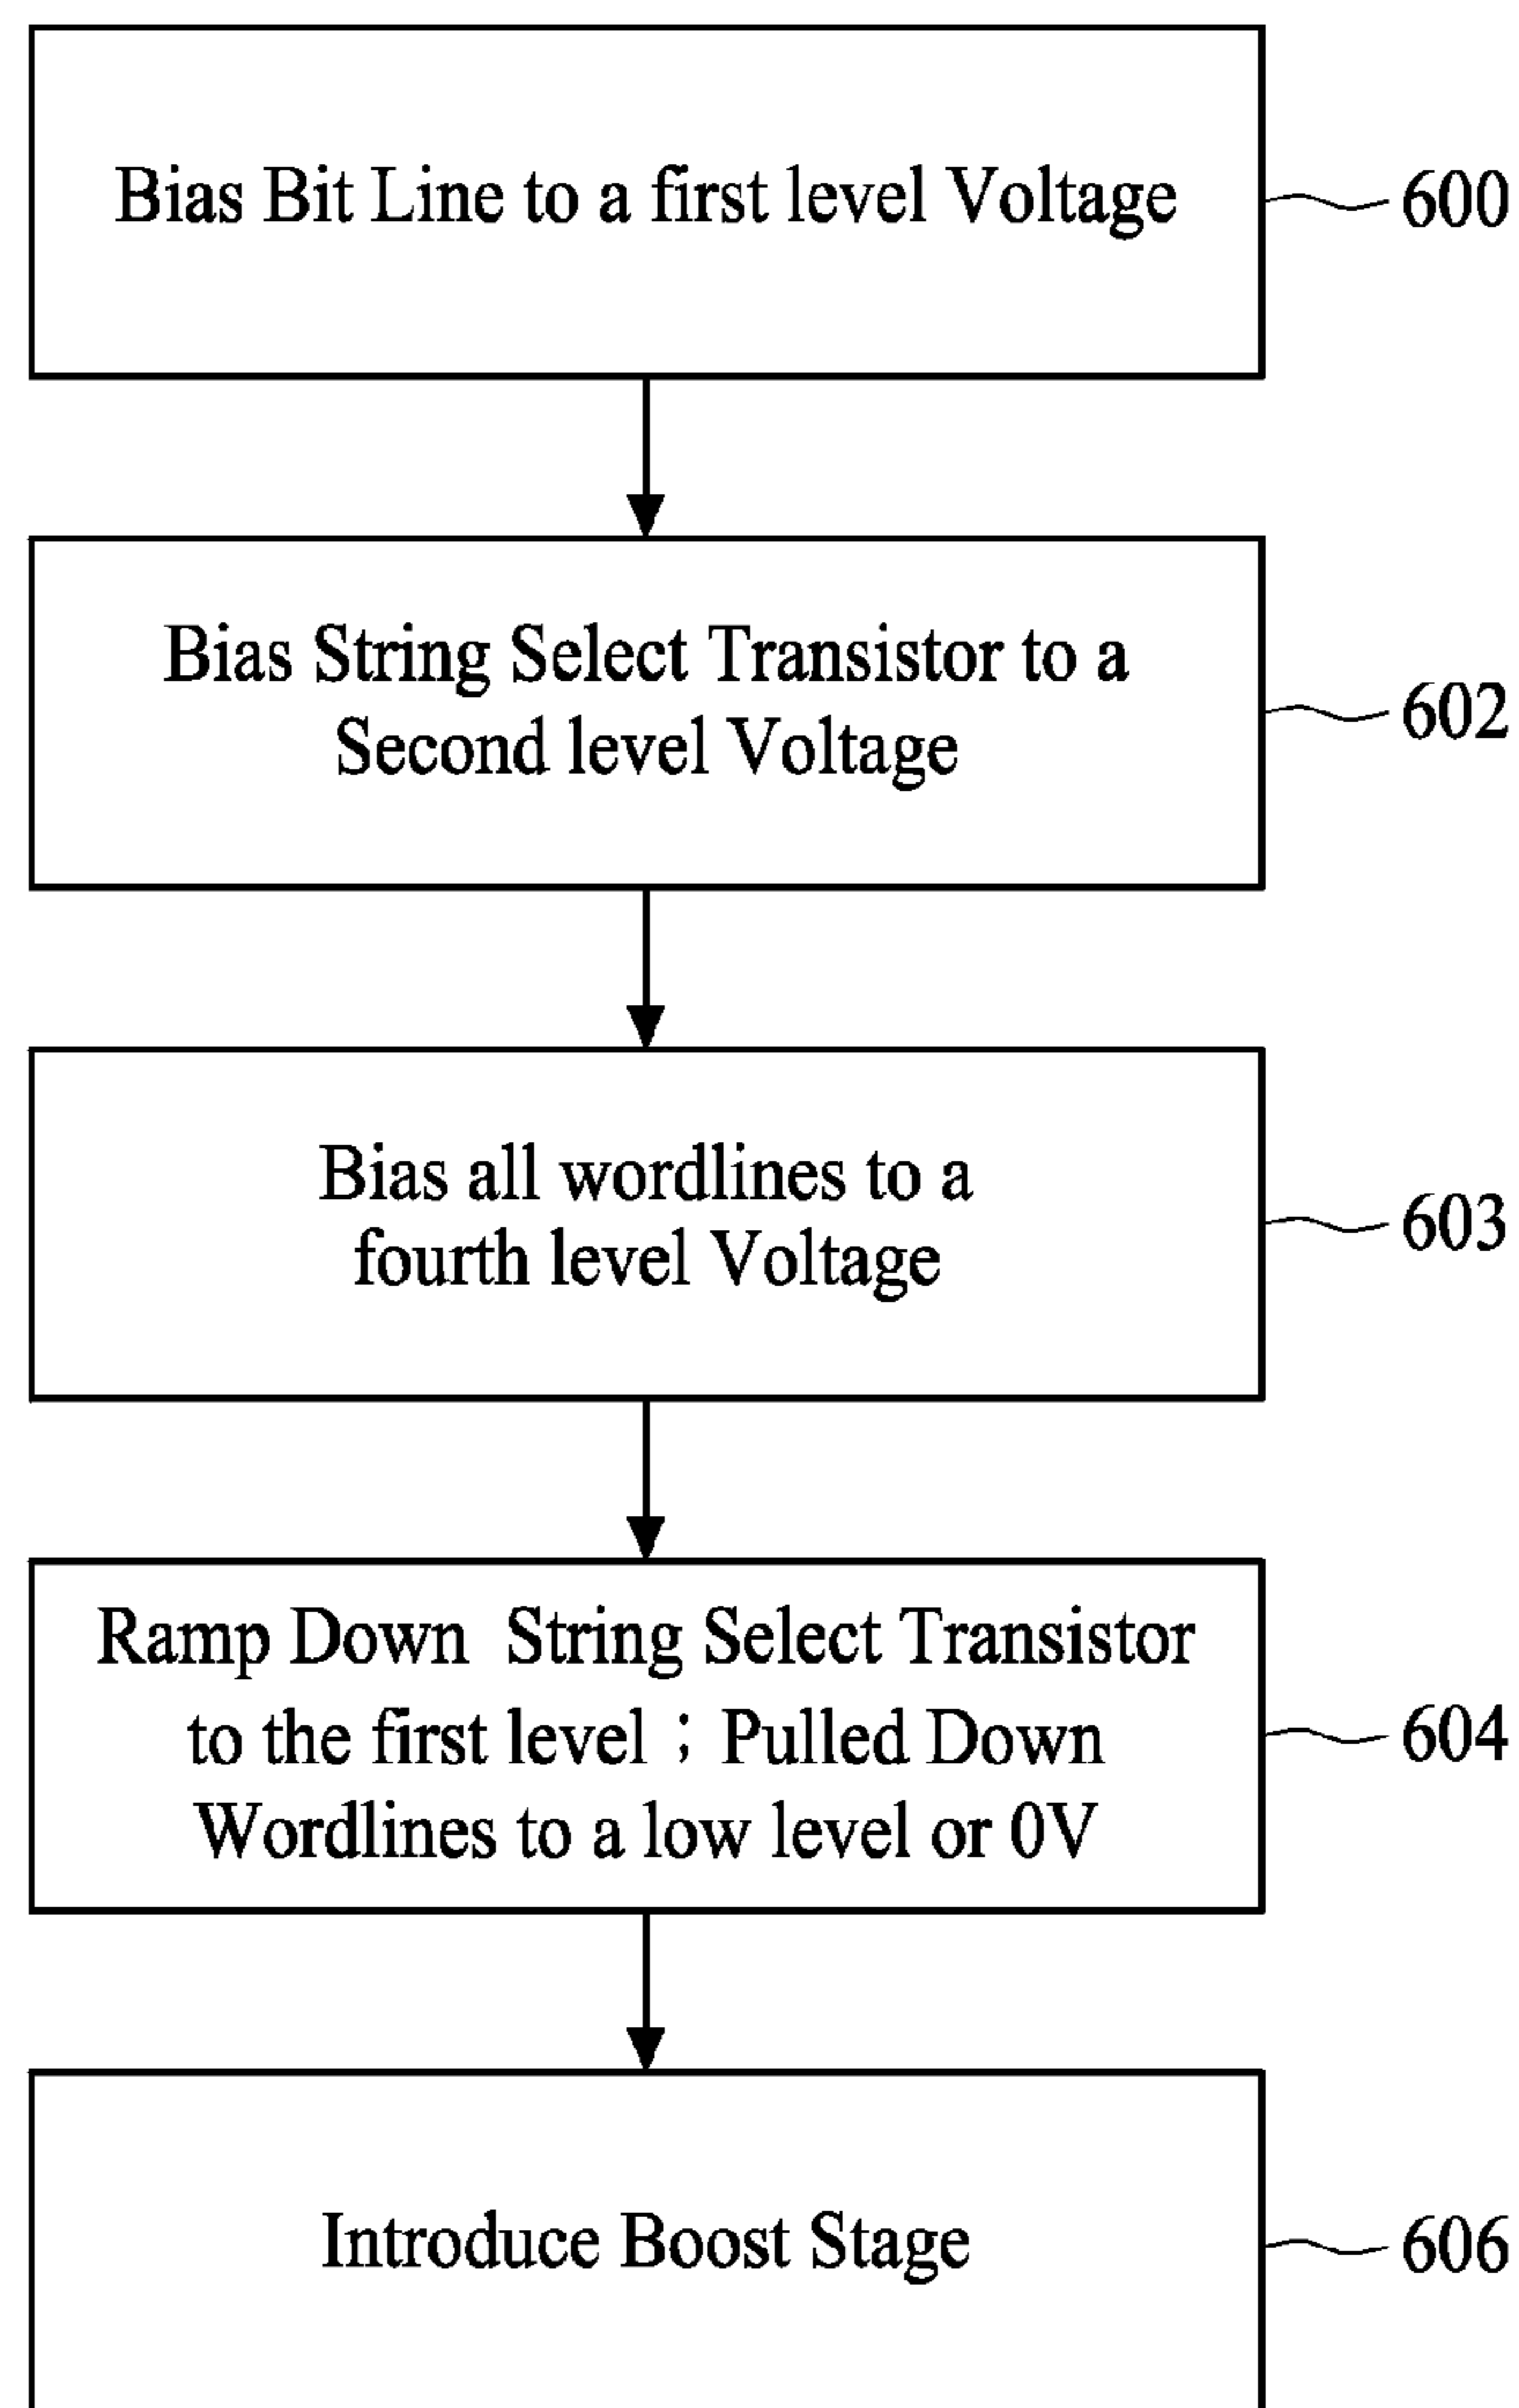 Bias Bit Line to a first level Voltage
600
Bias String Select Transistor to a
Second level Voltage
602
Bias all wordlines to a
fourth level Voltage
603
Ramp Down String Select Transistor
to the first level ; Pulled Down
Wordlines to a low level or 0V
604
Introduce Boost Stage
606